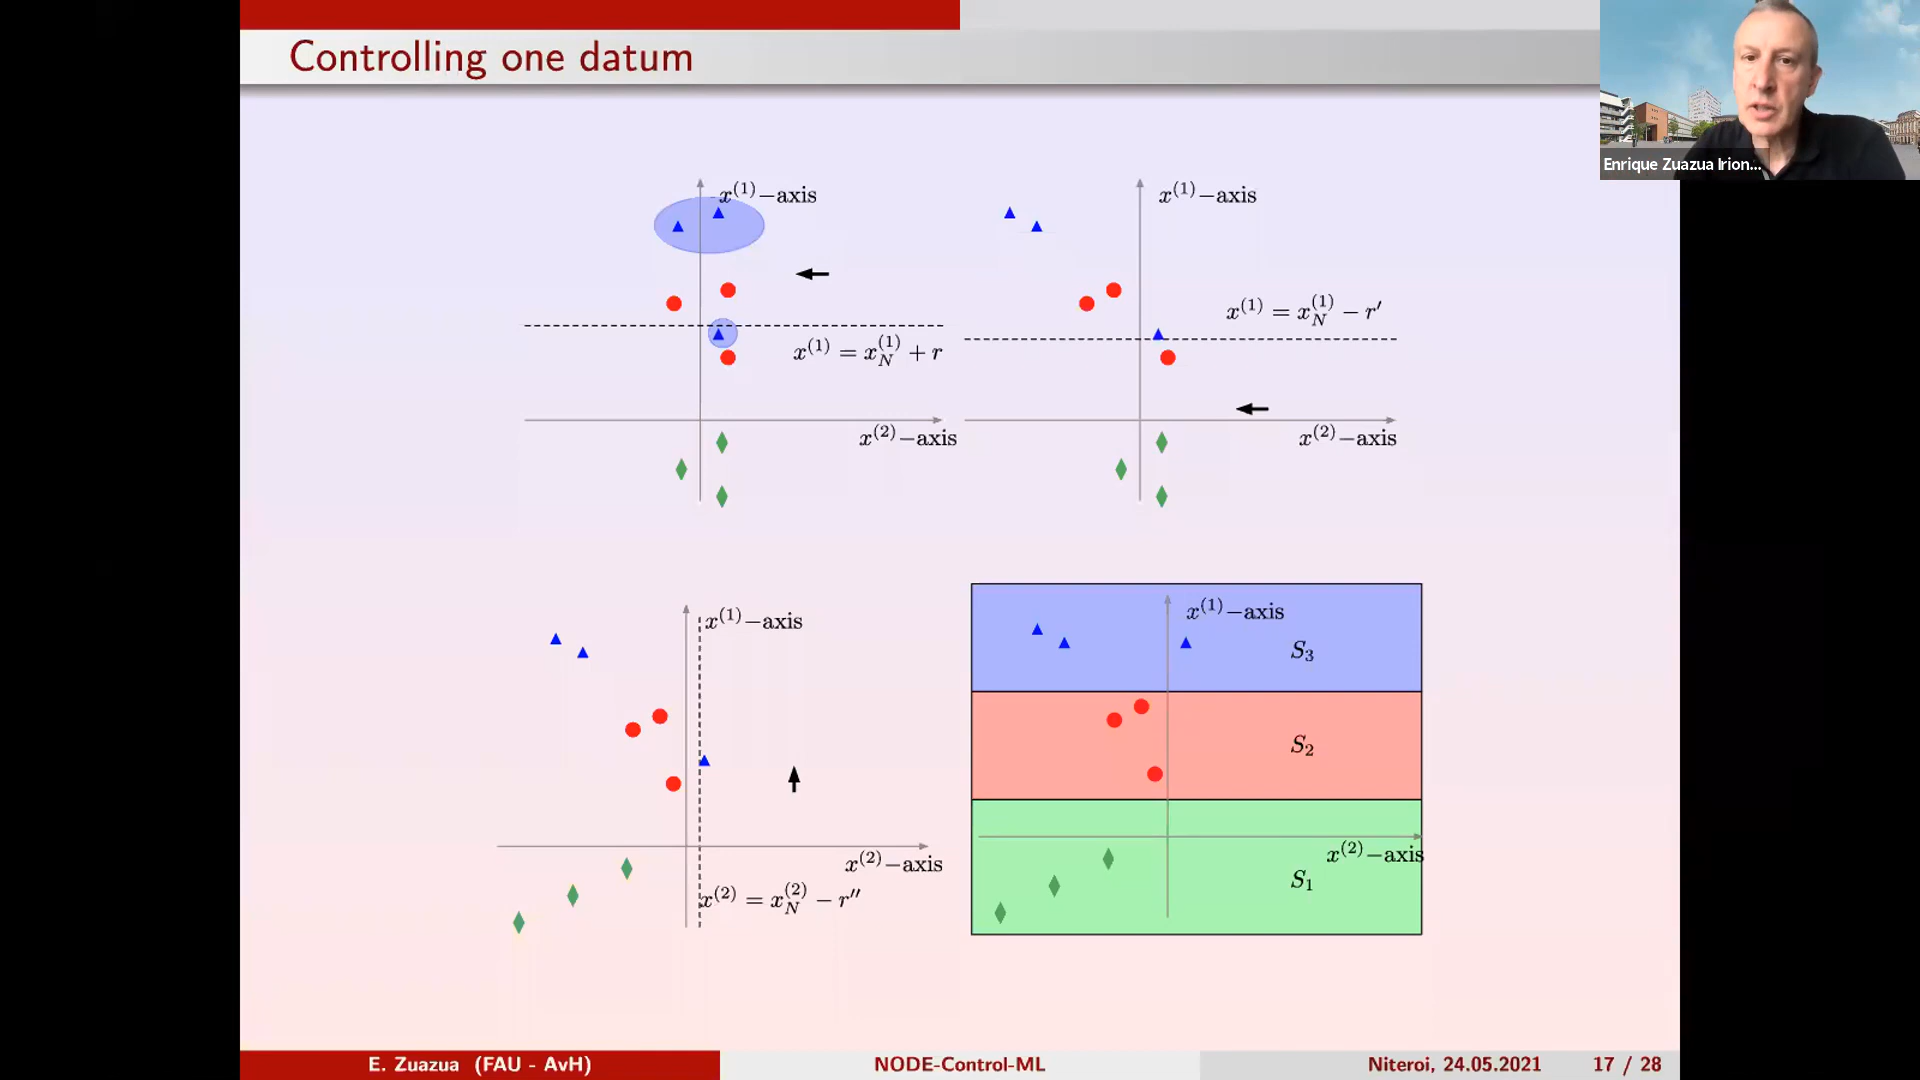 Controlling one datum
Enrique Zuazua Irion...
x^{(1)}−axis
x^{(1)} = x_N^{(1)} + r
x^{(2)}−axis
x^{(1)}−axis
x^{(1)} = x_N^{(1)} − r′
x^{(2)}−axis
x^{(1)}−axis
x^{(2)}−axis
x^{(2)} = x_N^{(2)} − r″
x^{(1)}−axis
S_3
S_2
x^{(2)}−axis
S_1
E. Zuazua (FAU - AvH)
NODE-Control-ML
Niteroi, 24.05.2021
17 / 28